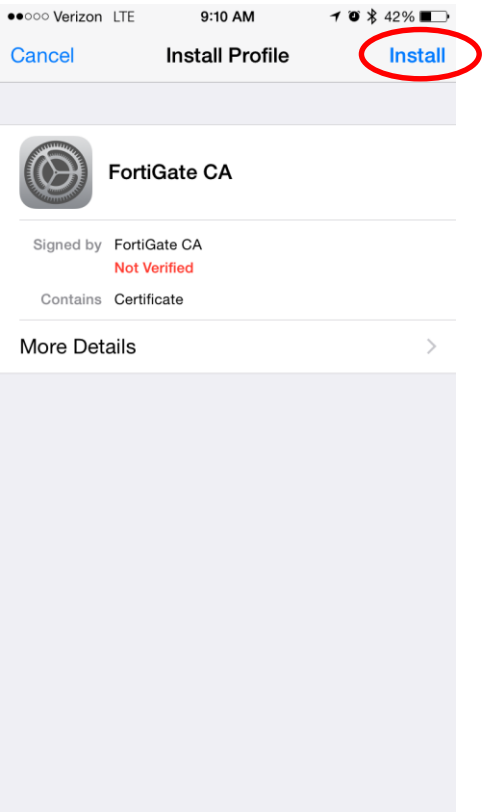 Verizon LTE 9:10 AM 42%
Cancel Install Profile Install
FortiGate CA
Signed by FortiGate CA
Not Verified
Contains Certificate
More Details